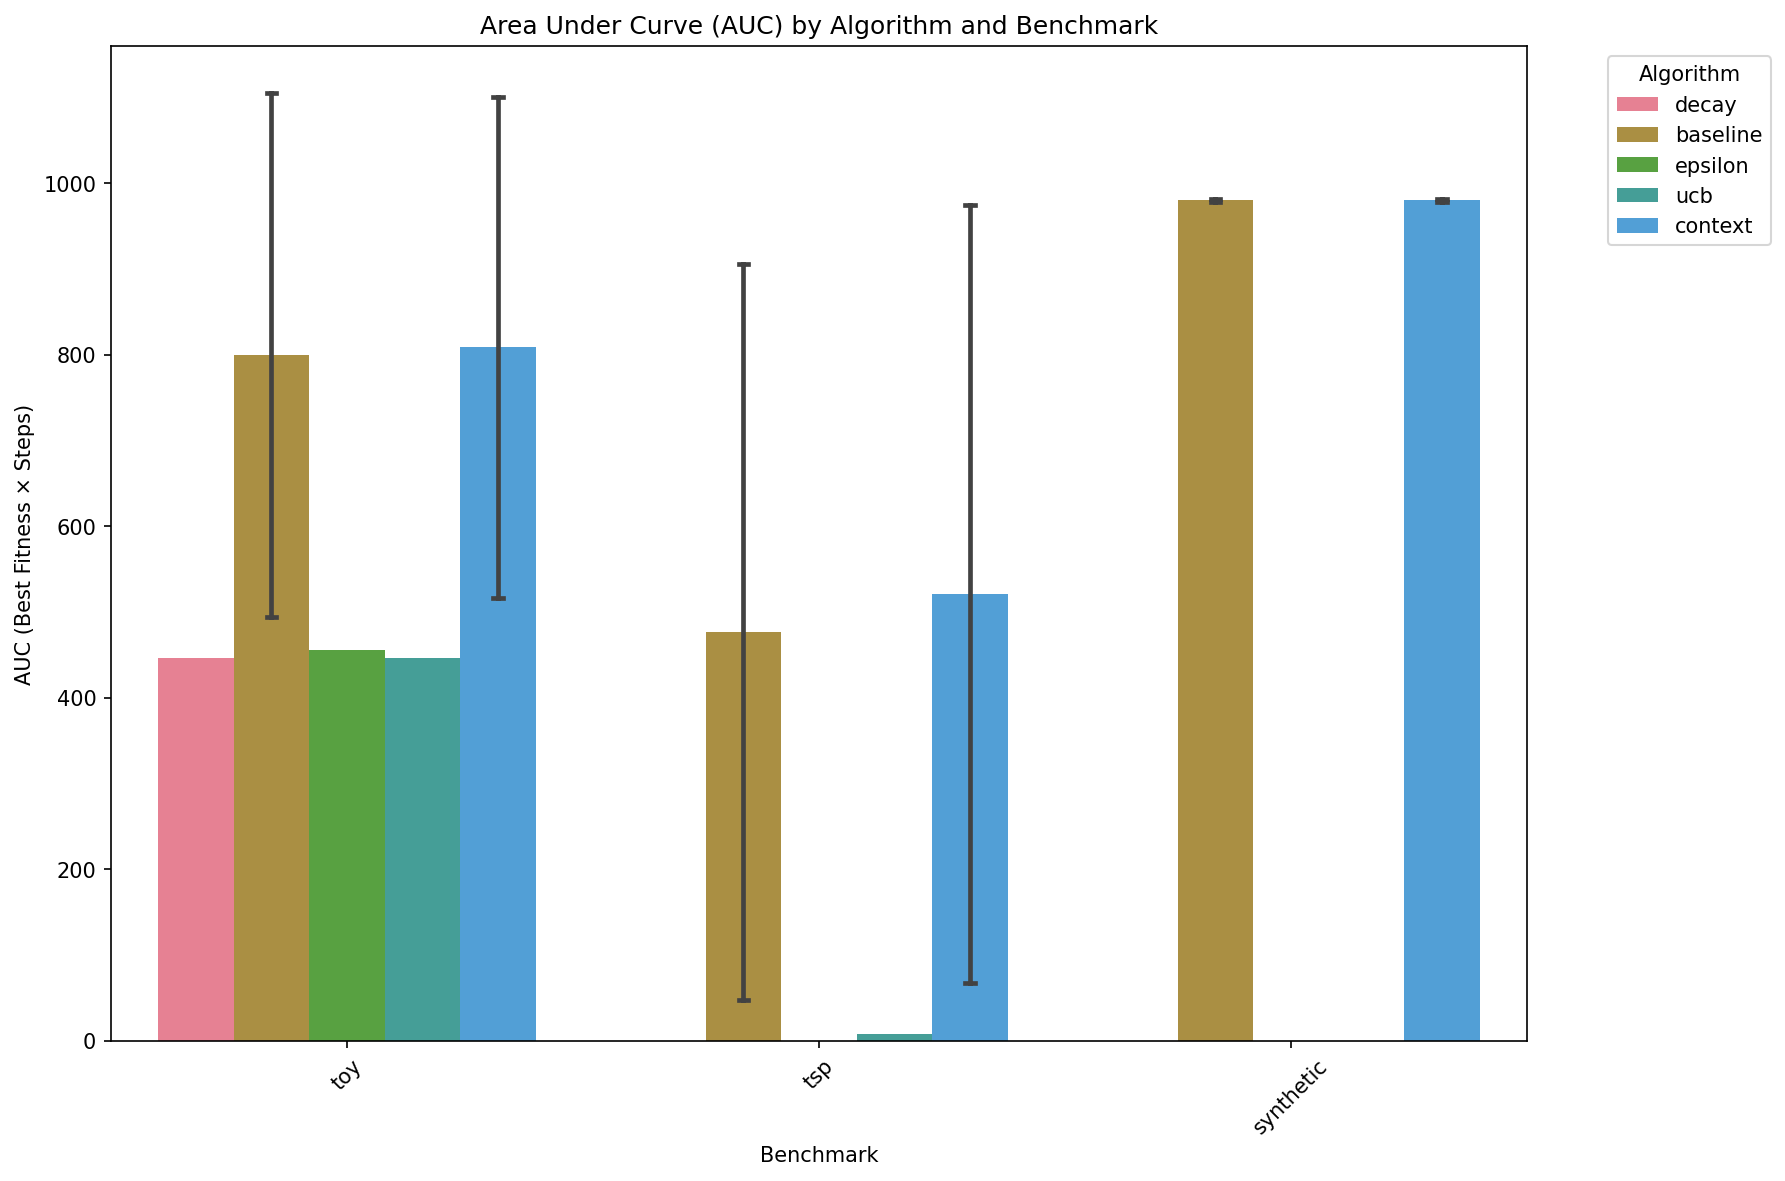 Area Under Curve (AUC) by Algorithm and Benchmark
Algorithm
decay
baseline
epsilon
ucb
context
AUC (Best Fitness × Steps)
1000
800
600
400
200
0
toy
tsp
synthetic
Benchmark